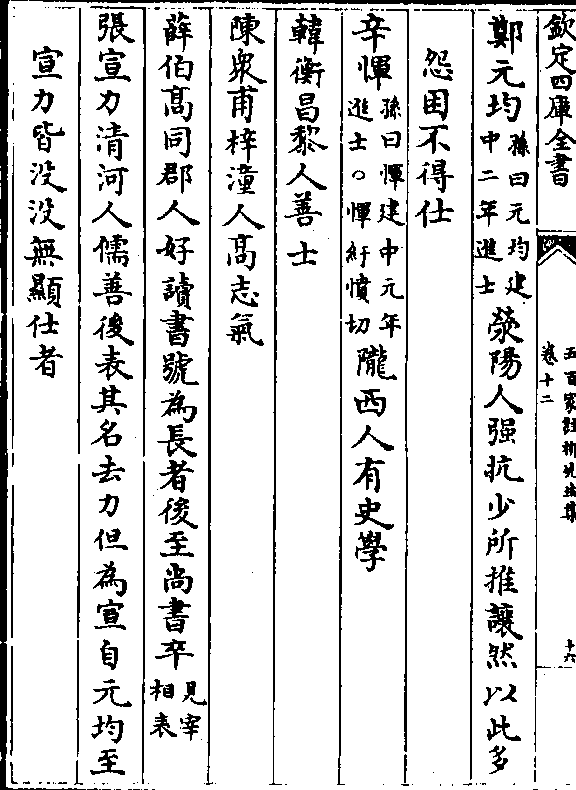 欽定四庫全書
五百家註柳先生集
卷十二
十六
鄭元均孫曰元均建中二年進士滎陽人强抗少所推讓然以此多
怨困不得仕
辛惲孫曰惲建中元年進士○惲紆憤切隴西人有史學
韓衡昌黎人善士
陳衆甫梓潼人高志氣
薛伯高同郡人好讀書號為長者後至尚書卒見宰相表
張宣力清河人儒善後表其名去力但為宣自元均至
宣力皆没没無顯仕者